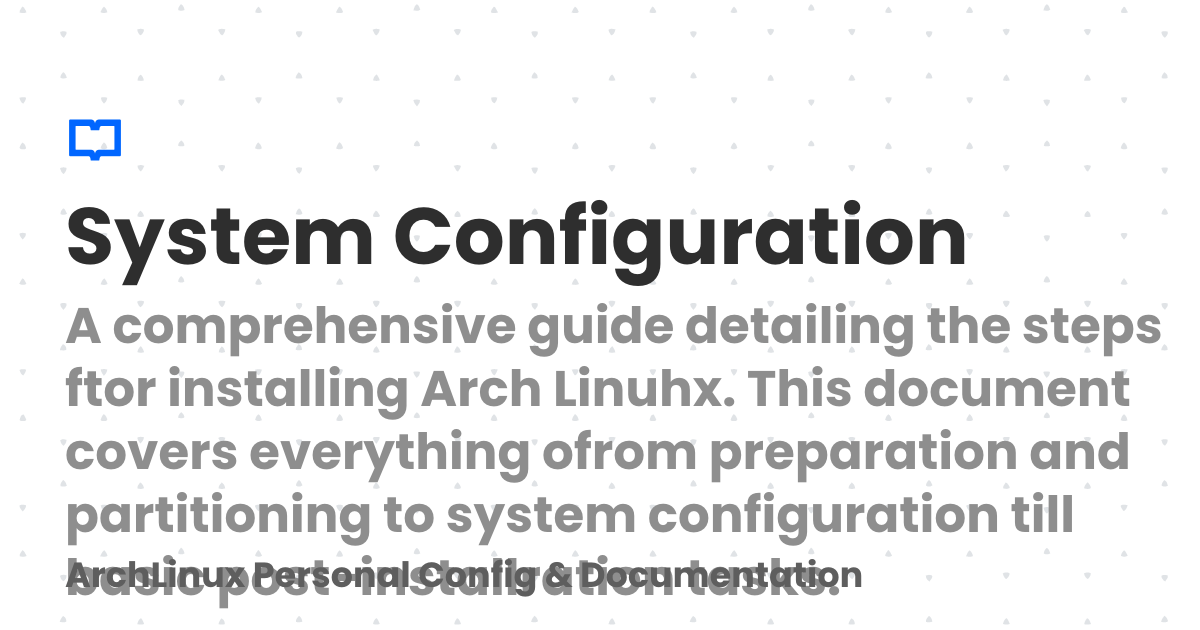 System Configuration
A comprehensive guide detailing the steps
ftor installing Arch Linuhx. This document
covers everything ofrom preparation and
partitioning to system configuration till
basic post-installation tasks.
ArchLinux Personal Config & Documentation